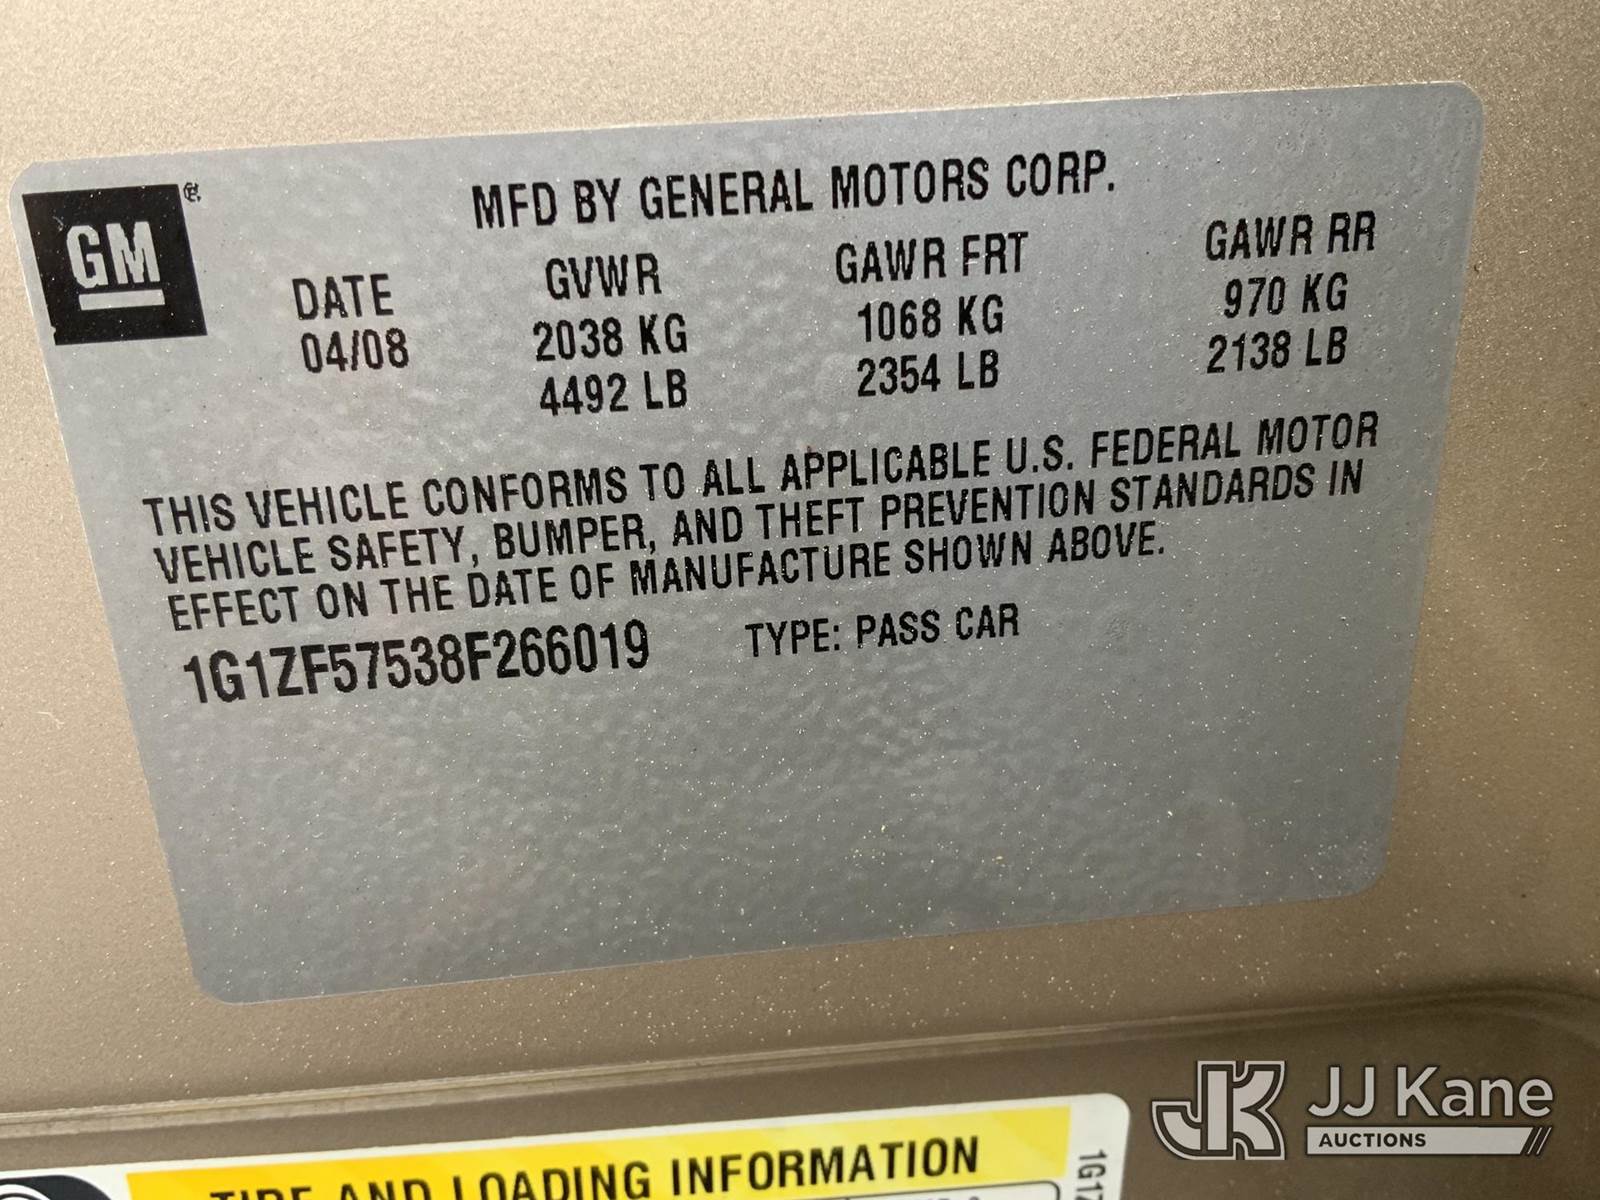 GM
MFD BY GENERAL MOTORS CORP.
DATE GVWR GAWR FRT GAWR RR
04/08 2038 KG 1068 KG 970 KG
4492 LB 2354 LB 2138 LB
THIS VEHICLE CONFORMS TO ALL APPLICABLE U.S. FEDERAL MOTOR
VEHICLE SAFETY, BUMPER, AND THEFT PREVENTION STANDARDS IN
EFFECT ON THE DATE OF MANUFACTURE SHOWN ABOVE.
1G1ZF57538F266019 TYPE: PASS CAR
TIRE AND LOADING INFORMATION
1G1Z
JK JJ Kane
AUCTIONS